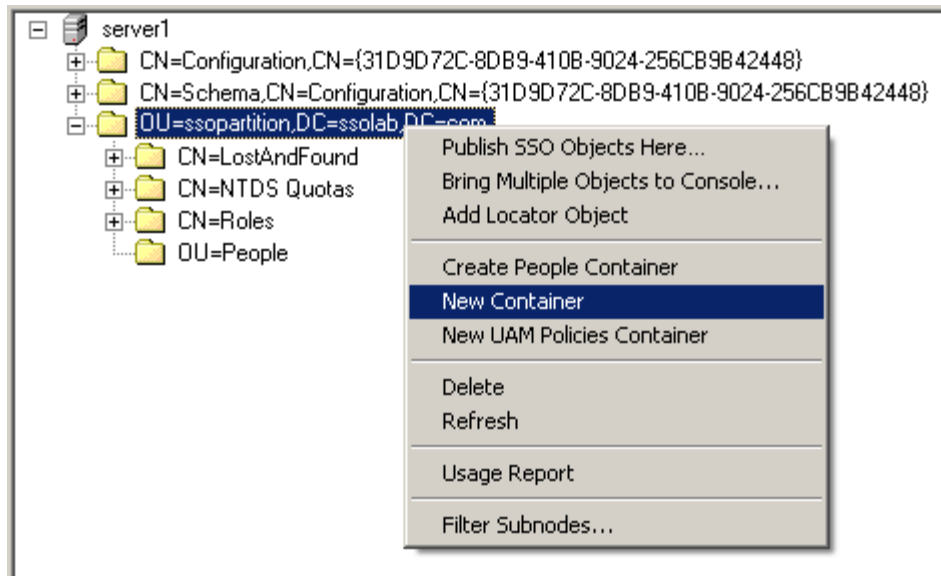 server1
CN=Configuration,CN={31D9D72C-8DB9-410B-9024-256CB9B42448}
CN=Schema,CN=Configuration,CN={31D9D72C-8DB9-410B-9024-256CB9B42448}
OU=ssopartition,DC=ssolab,DC=com
CN=LostAndFound
CN=NTDS Quotas
CN=Roles
OU=People
Publish SSO Objects Here...
Bring Multiple Objects to Console...
Add Locator Object
Create People Container
New Container
New UAM Policies Container
Delete
Refresh
Usage Report
Filter Subnodes...